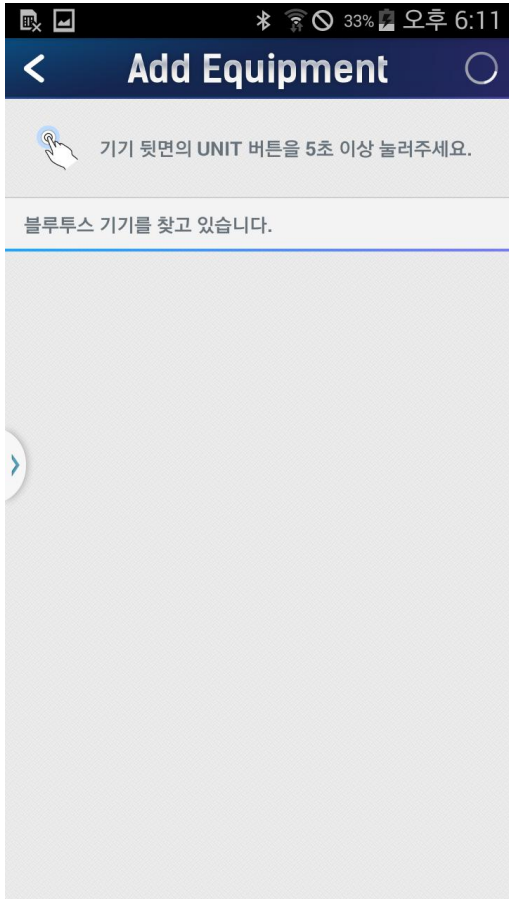 33% 오후 6:11
Add Equipment
기기 뒷면의 UNIT 버튼을 5초 이상 눌러주세요.
블루투스 기기를 찾고 있습니다.